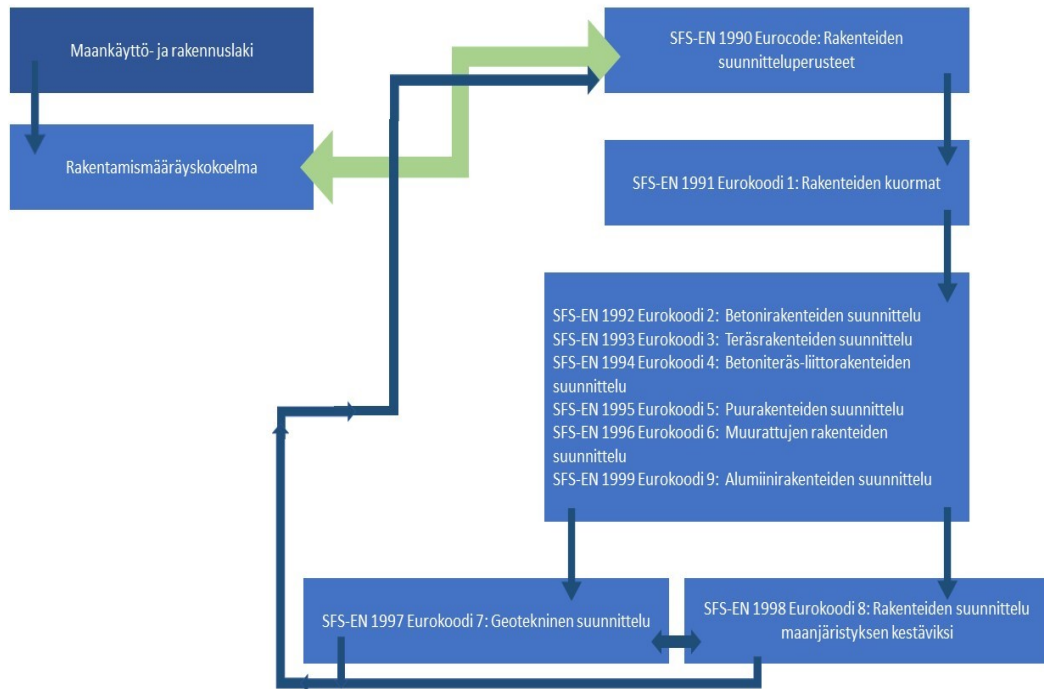 Maankäyttö- ja rakennuslaki
Rakentamismääräyskokoelma
SFS-EN 1990 Eurocode: Rakenteiden
suunnitteluperusteet
SFS-EN 1991 Eurokoodi 1: Rakenteiden kuormat
SFS-EN 1992 Eurokoodi 2: Betonirakenteiden suunnittelu
SFS-EN 1993 Eurokoodi 3: Teräsrakenteiden suunnittelu
SFS-EN 1994 Eurokoodi 4: Betoniteräs-liittorakenteiden
suunnittelu
SFS-EN 1995 Eurokoodi 5: Puurakenteiden suunnittelu
SFS-EN 1996 Eurokoodi 6: Muurattujen rakenteiden
suunnittelu
SFS-EN 1999 Eurokoodi 9: Alumiinirakenteiden suunnittelu
SFS-EN 1997 Eurokoodi 7: Geotekninen suunnittelu
SFS-EN 1998 Eurokoodi 8: Rakenteiden suunnittelu
maanjäristyksen kestäviksi